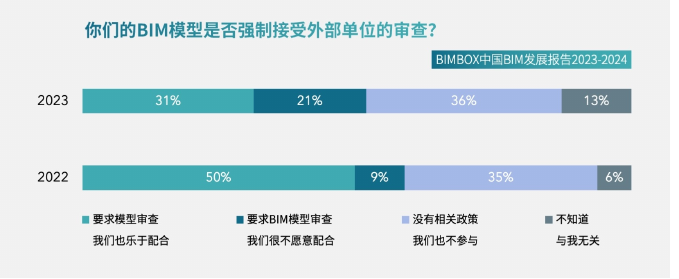 你们的BIM模型是否强制接受外部单位的审查?
BIMBOX中国BIM发展报告2023-2024
2023 31% 21% 36% 13%
2022 50% 9% 35% 6%
要求模型审查 要求BIM模型审查 没有相关政策 不知道
我们也乐于配合 我们很不愿意配合 我们也不参与 与我无关